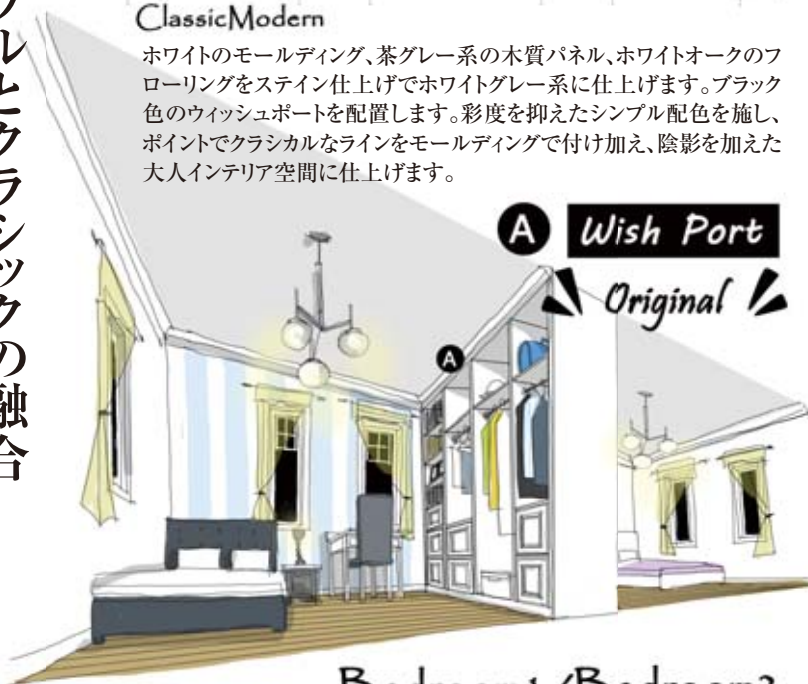 ClassicModern
ホワイトのモールディング、茶グレー系の木質パネル、ホワイトオークのフ
ローリングをステイン仕上げでホワイトグレー系に仕上げます。ブラック
色のウィッシュポートを配置します。彩度を抑えたシンプル配色を施し、
ポイントでクラシカルなラインをモールディングで付け加え、陰影を加えた
大人インテリア空間に仕上げます。
ルとクラシックの融合
A Wish Port
Original
A